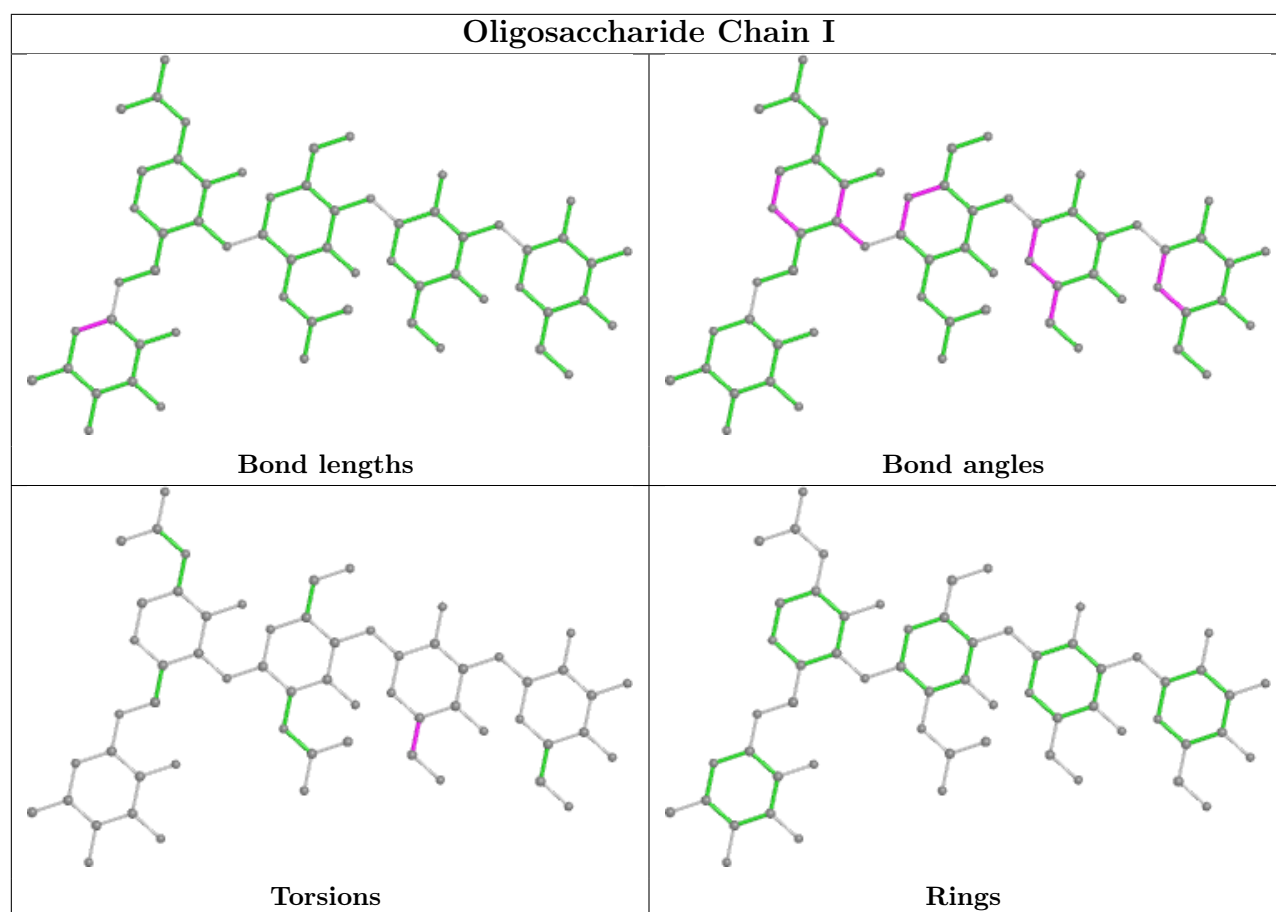 Oligosaccharide Chain I
Bond lengths
Bond angles
Torsions
Rings